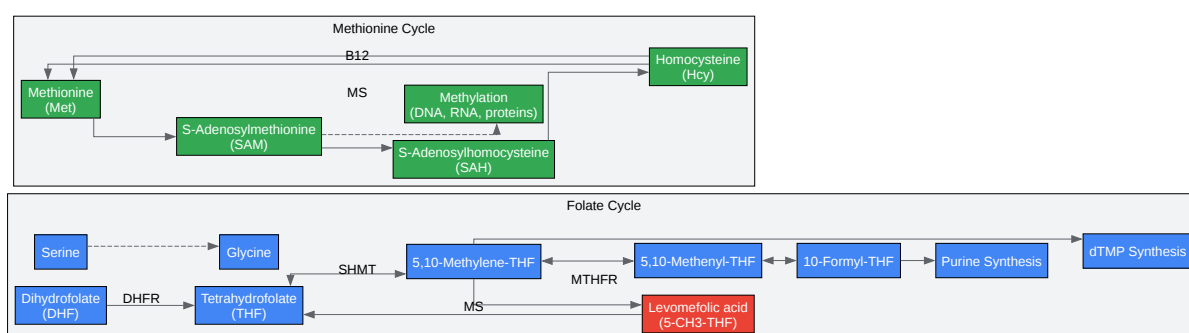 Methionine Cycle
B12
Homocysteine
(Hcy)
Methionine
(Met)
MS
Methylation
(DNA, RNA, proteins)
S-Adenosylmethionine
(SAM)
S-Adenosylhomocysteine
(SAH)
Folate Cycle
Serine
Glycine
5,10-Methylene-THF
5,10-Methenyl-THF
10-Formyl-THF
Purine Synthesis
dTMP Synthesis
SHMT
MTHFR
Dihydrofolate
(DHF)
DHFR
Tetrahydrofolate
(THF)
MS
Levomefolic acid
(5-CH3-THF)